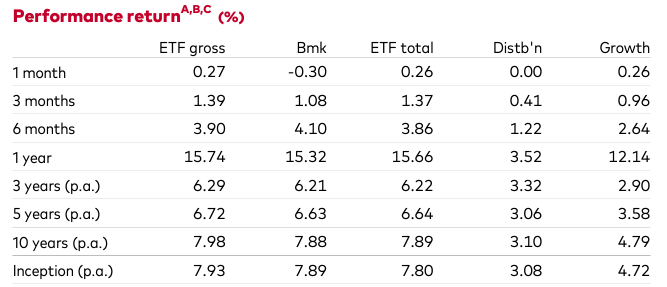 Performance return A,B,C (%)
ETF gross Bmk ETF total Distb'n Growth
1 month 0.27 -0.30 0.26 0.00 0.26
3 months 1.39 1.08 1.37 0.41 0.96
6 months 3.90 4.10 3.86 1.22 2.64
1 year 15.74 15.32 15.66 3.52 12.14
3 years (p.a.) 6.29 6.21 6.22 3.32 2.90
5 years (p.a.) 6.72 6.63 6.64 3.06 3.58
10 years (p.a.) 7.98 7.88 7.89 3.10 4.79
Inception (p.a.) 7.93 7.89 7.80 3.08 4.72